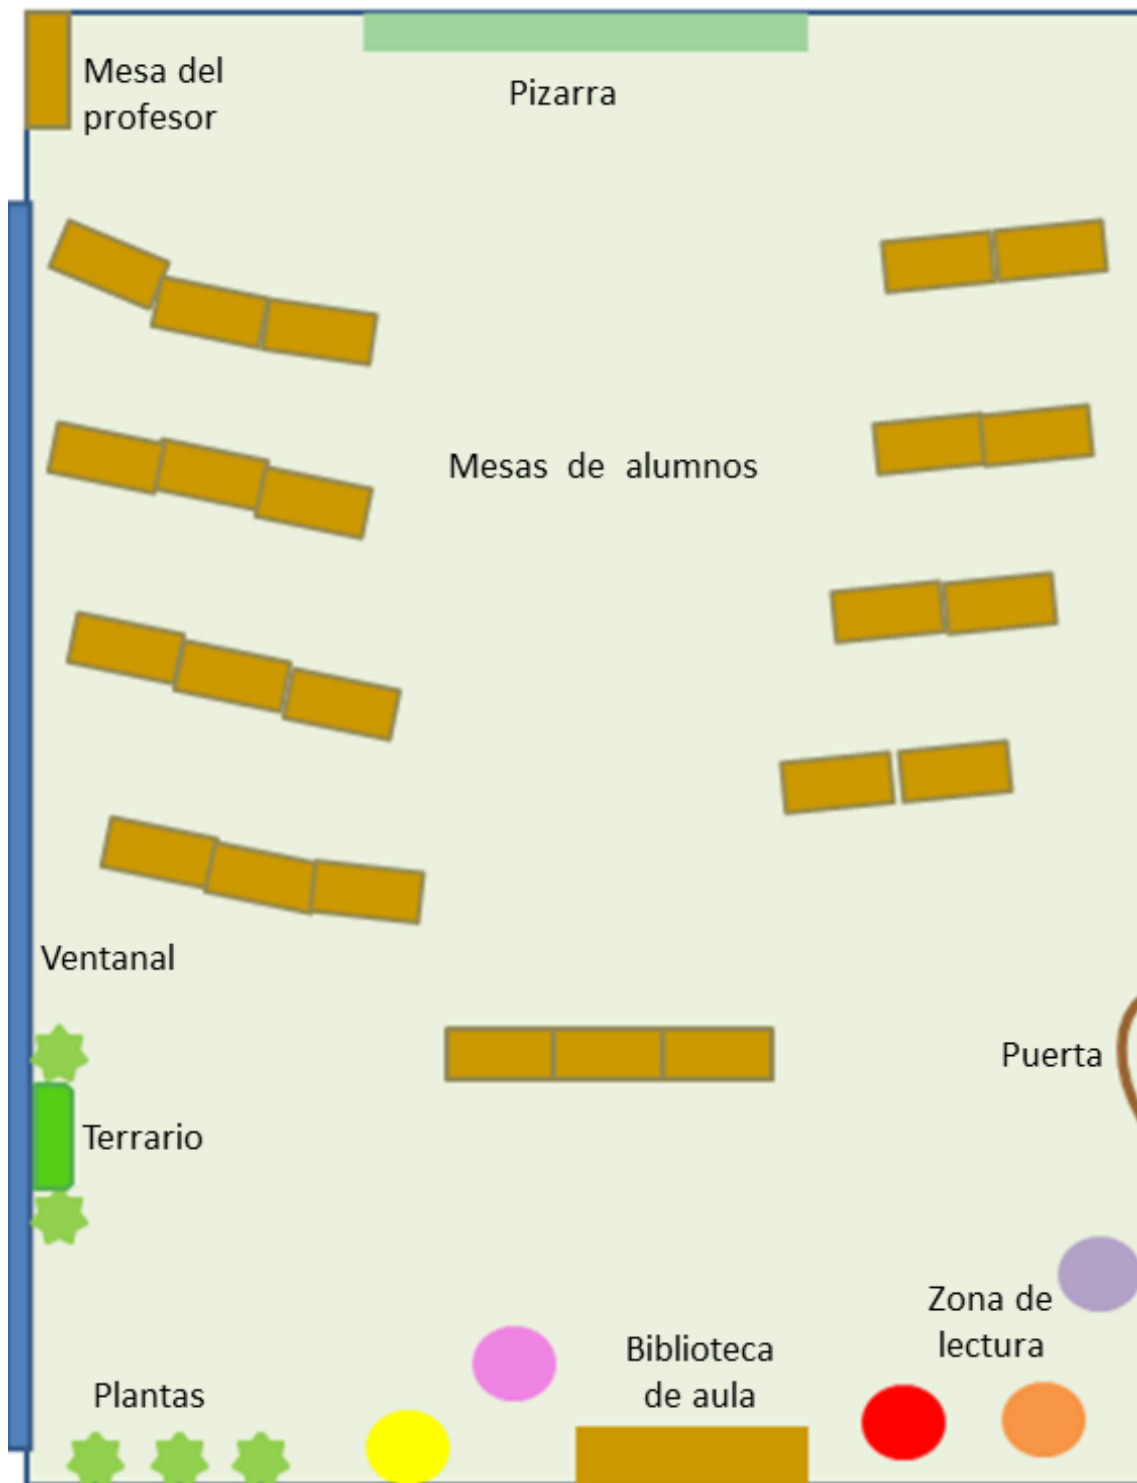 Mesa del
profesor
Pizarra
Mesas de alumnos
Ventanal
Puerta
Terrario
Zona de
lectura
Biblioteca
de aula
Plantas